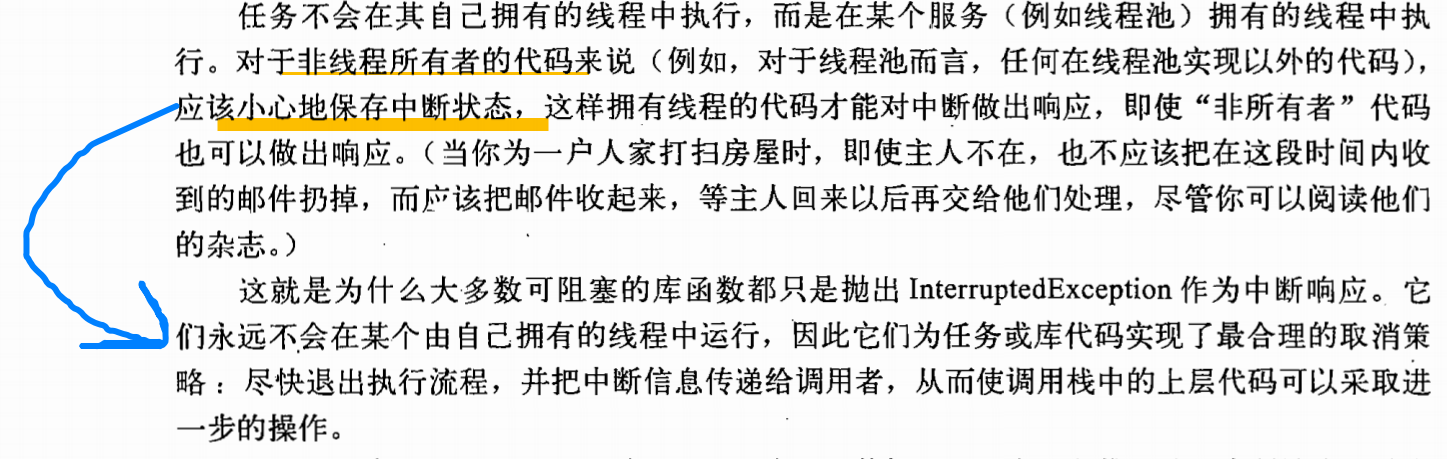 任务不会在其自己拥有的线程中执行，而是在某个服务（例如线程池）拥有的线程中执
行。对于非线程所有者的代码来说（例如，对于线程池而言，任何在线程池实现以外的代码），
应该小心地保存中断状态，这样拥有线程的代码才能对中断做出响应，即使“非所有者”代码
也可以做出响应。（当你为一户人家打扫房屋时，即使主人不在，也不应该把在这段时间内收
到的邮件扔掉，而应该把邮件收起来，等主人回来以后再交给他们处理，尽管你可以阅读他们
的杂志。）
这就是为什么大多数可阻塞的库函数都只是抛出 InterruptedException 作为中断响应。它
们永远不会在某个由自己拥有的线程中运行，因此它们为任务或库代码实现了最合理的取消策
略：尽快退出执行流程，并把中断信息传递给调用者，从而使调用栈中的上层代码可以采取进
一步的操作。